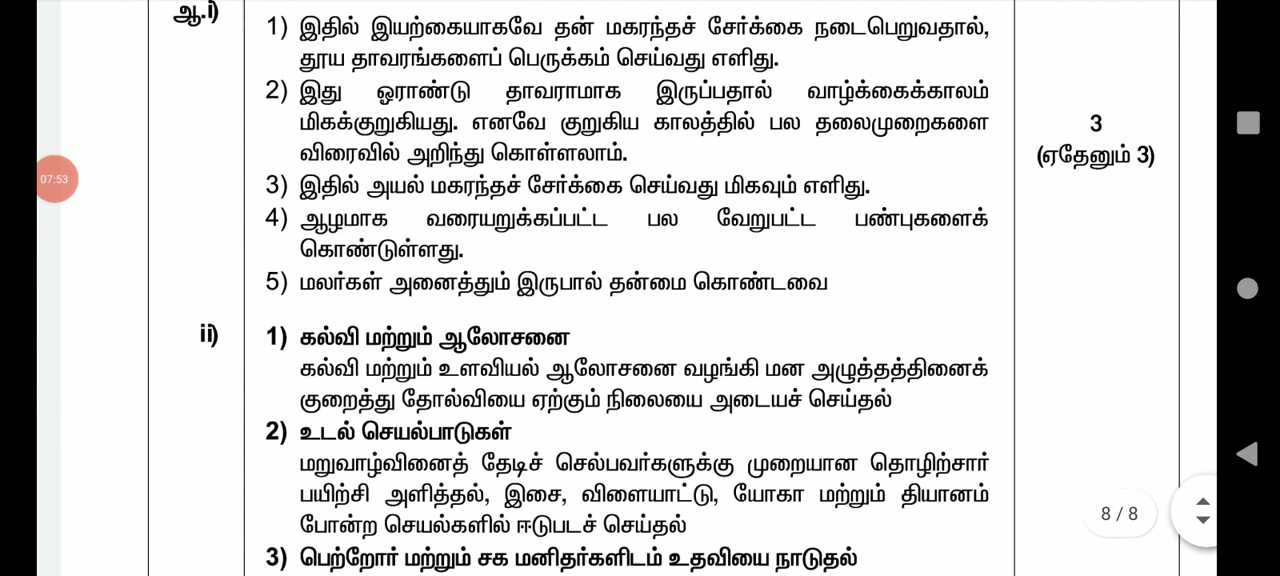 ஆ.i)
1) இதில் இயற்கையாகவே தன் மகரந்தச் சேர்க்கை நடைபெறுவதால்,
தூய தாவரங்களைப் பெருக்கம் செய்வது எளிது.
2) இது ஓராண்டு தாவராமாக இருப்பதால் வாழ்க்கைக்காலம்
மிகக்குறுகியது. எனவே குறுகிய காலத்தில் பல தலைமுறைகளை
விரைவில் அறிந்து கொள்ளலாம்.
3) இதில் அயல் மகரந்தச் சேர்க்கை செய்வது மிகவும் எளிது.
4) ஆழமாக வரையறுக்கப்பட்ட பல வேறுபட்ட பண்புகளைக்
கொண்டுள்ளது.
5) மலர்கள் அனைத்தும் இருபால் தன்மை கொண்டவை
3
(ஏதேனும் 3)
07:53
ii)
1) கல்வி மற்றும் ஆலோசனை
கல்வி மற்றும் உளவியல் ஆலோசனை வழங்கி மன அழுத்தத்தினைக்
குறைத்து தோல்வியை ஏற்கும் நிலையை அடையச் செய்தல்
2) உடல் செயல்பாடுகள்
மறுவாழ்வினைத் தேடிச் செல்பவர்களுக்கு முறையான தொழிற்சார்
பயிற்சி அளித்தல், இசை, விளையாட்டு, யோகா மற்றும் தியானம்
போன்ற செயல்களில் ஈடுபடச் செய்தல்
3) பெற்றோர் மற்றும் சக மனிதர்களிடம் உதவியை நாடுதல்
8 / 8